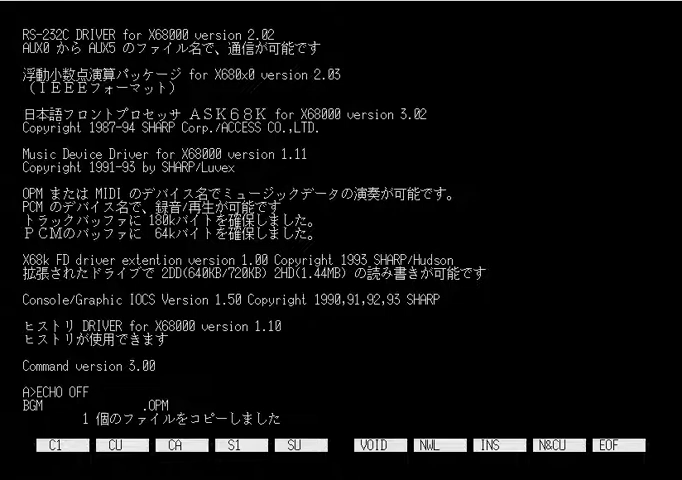 RS-232C DRIVER for X68000 version 2.02
AUX0 から AUX5 のファイル名で、通信が可能です
浮動小数点演算パッケージ for X680x0 version 2.03
（ＩＥＥＥフォーマット）
日本語フロントプロセッサ ＡＳＫ６８Ｋ for X68000 version 3.02
Copyright 1987-94 SHARP Corp./ACCESS CO.,LTD.
Music Device Driver for X68000 version 1.11
Copyright 1991-93 by SHARP/Luvex
OPM または MIDI のデバイス名でミュージックデータの演奏が可能です。
PCM のデバイス名で、録音/再生が可能です
トラックバッファに 180kバイトを確保しました。
ＰＣＭのバッファに  64kバイトを確保しました。
X68k FD driver extention version 1.00 Copyright 1993 SHARP/Hudson
拡張されたドライブで 2DD(640KB/720KB) 2HD(1.44MB) の読み書きが可能です
Console/Graphic IOCS Version 1.50 Copyright 1990,91,92,93 SHARP
ヒストリ DRIVER for X68000 version 1.10
ヒストリが使用できます
Command version 3.00
A>ECHO OFF
BGM .OPM
1 個のファイルをコピーしました
C1 CU CA S1 SU VOID NWL INS N&CU EOF